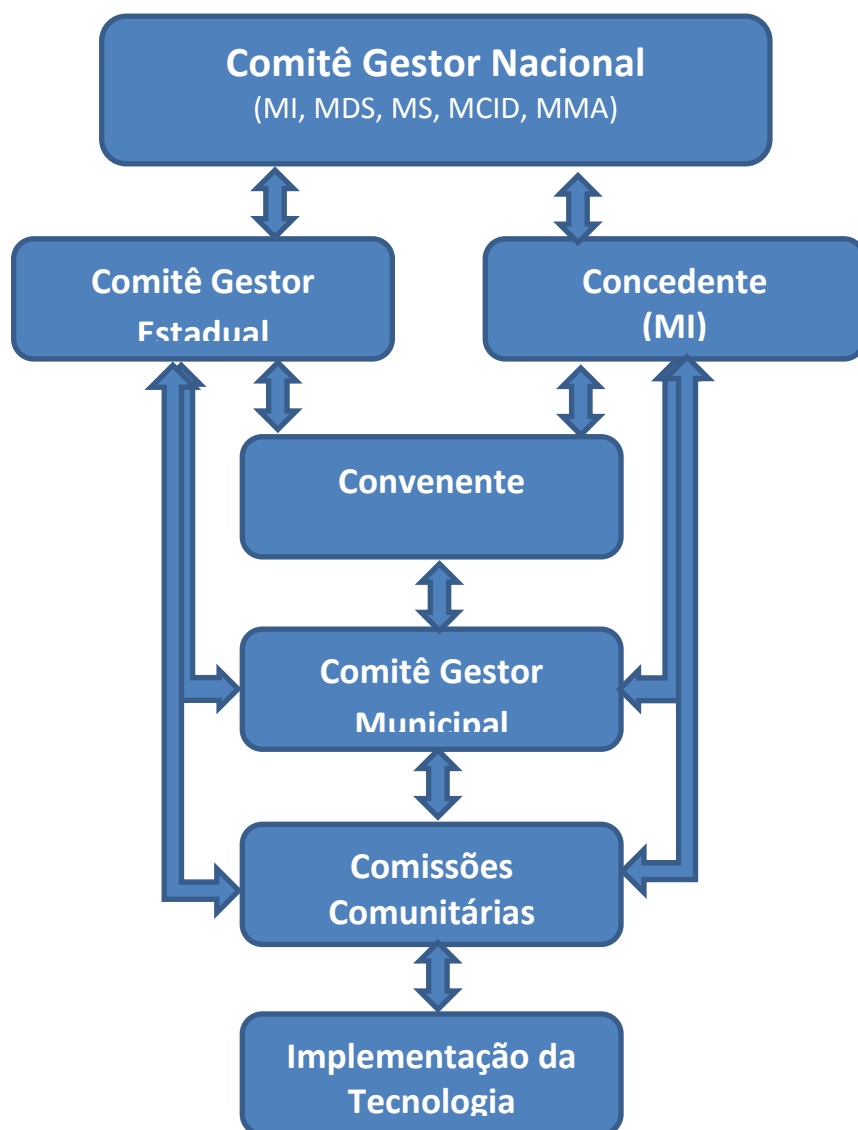 Comitê Gestor Nacional
(MI, MDS, MS, MCID, MMA)
Comitê Gestor
Estadual
Concedente
(MI)
Convenente
Comitê Gestor
Municipal
Comissões
Comunitárias
Implementação da
Tecnologia